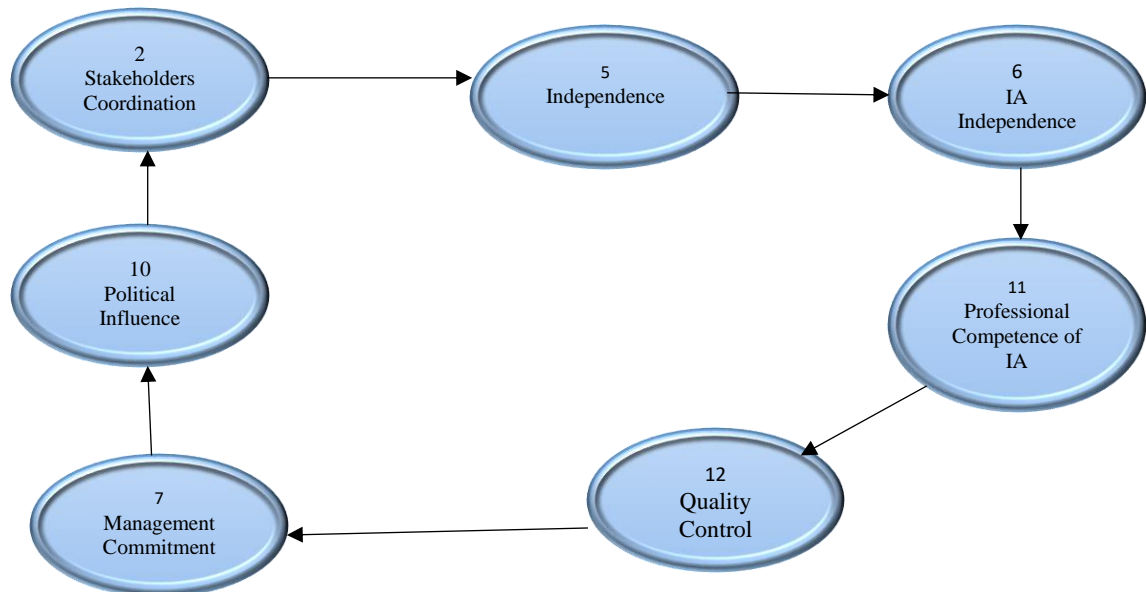 2
Stakeholders
Coordination
5
Independence
6
IA
Independence
10
Political
Influence
11
Professional
Competence of
IA
12
Quality
Control
7
Management
Commitment